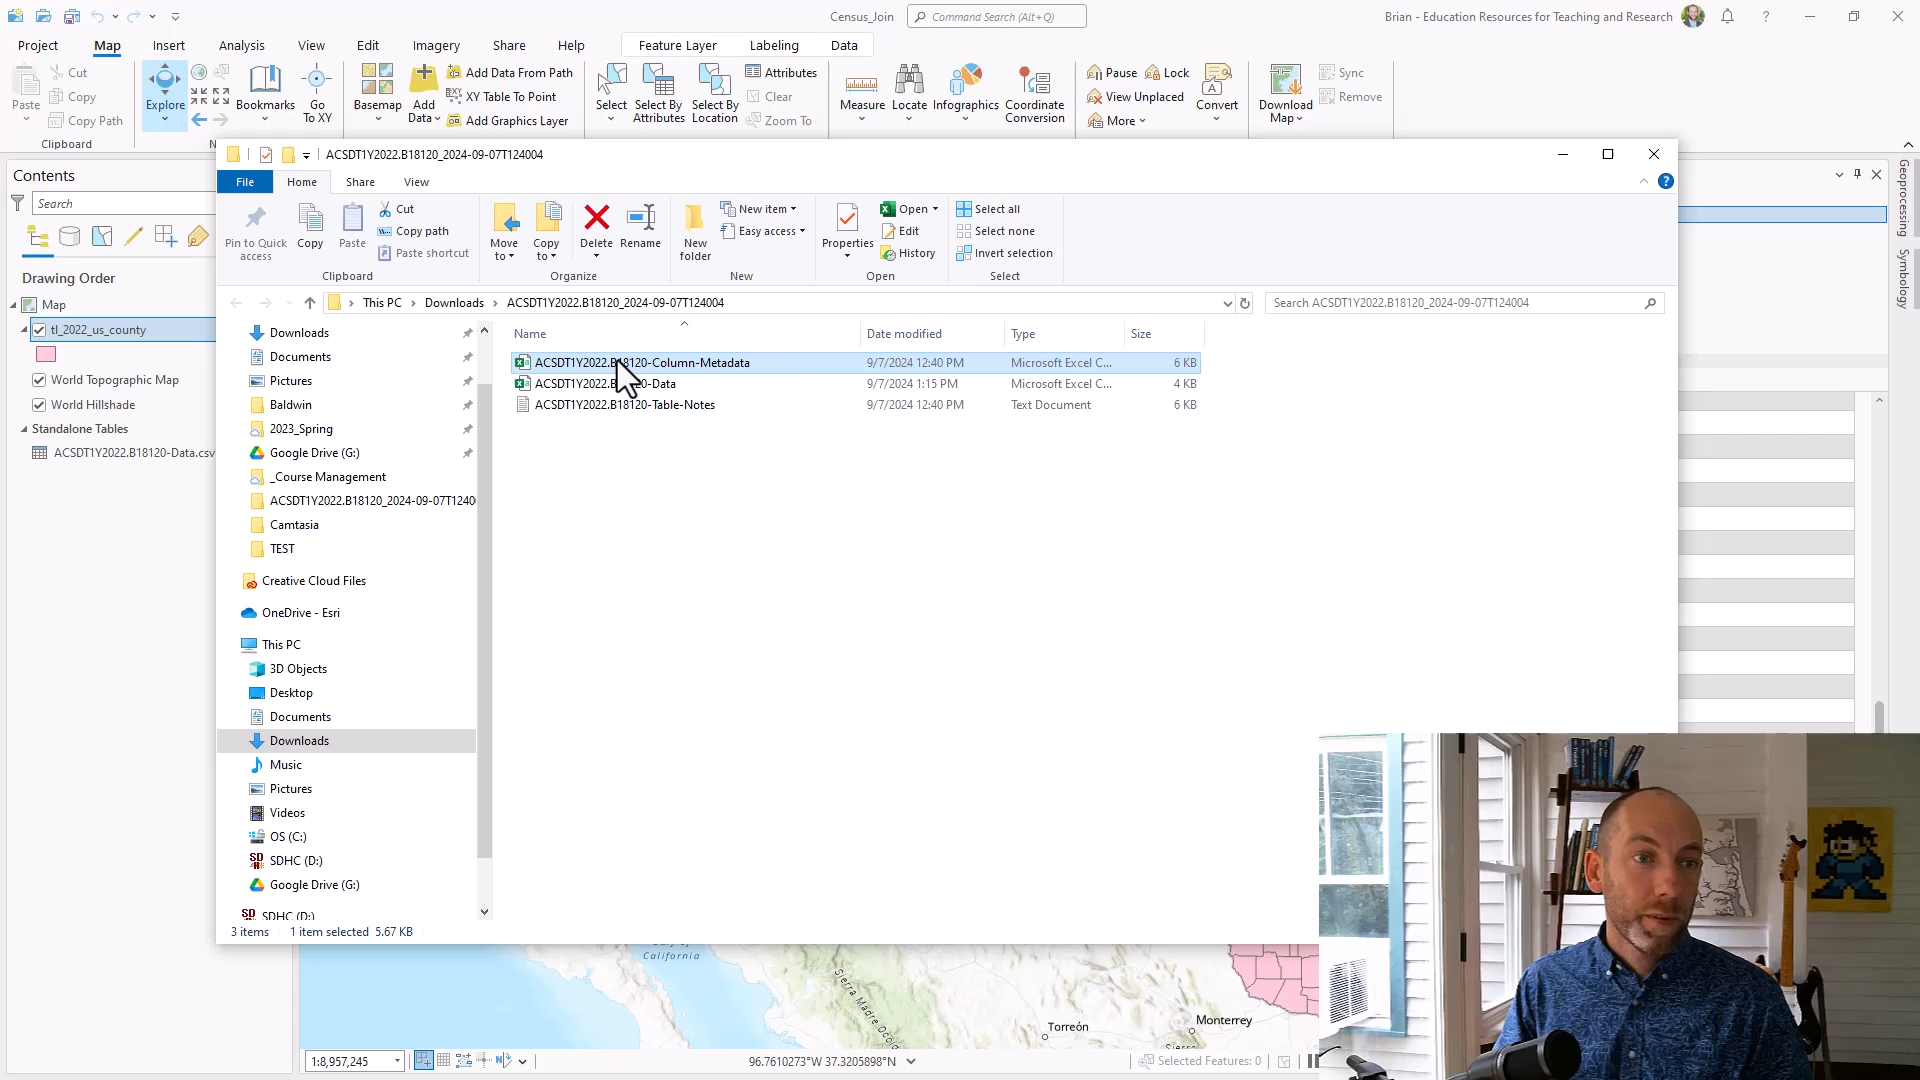 Census_Join
Command Search (Alt+Q)
Brian - Education Resources for Teaching and Research
Project
Map
Insert
Analysis
View
Edit
Imagery
Share
Help
Feature Layer
Labeling
Data
Paste
Cut
Copy
Copy Path
Clipboard
Explore
Bookmarks
Go
To XY
Basemap
Add
Data
Add Data From Path
XY Table To Point
Add Graphics Layer
Select
Select By
Attributes
Select By
Location
Attributes
Clear
Zoom To
Measure
Locate
Infographics
Coordinate
Conversion
Pause
Lock
View Unplaced
More
Convert
Download
Map
Sync
Remove
Contents
Search
Drawing Order
Map
tl_2022_us_county
World Topographic Map
World Hillshade
Standalone Tables
ACSDT1Y2022.B18120-Data.csv
Geoprocessing
Symbology
ACSDT1Y2022.B18120_2024-09-07T124004
File
Home
Share
View
Pin to Quick
access
Copy
Paste
Cut
Copy path
Paste shortcut
Clipboard
Move
to
Copy
to
Delete
Rename
Organize
New
folder
New item
Easy access
New
Properties
Open
Edit
History
Open
Select all
Select none
Invert selection
Select
This PC
Downloads
ACSDT1Y2022.B18120_2024-09-07T124004
Search ACSDT1Y2022.B18120_2024-09-07T124004
Downloads
Documents
Pictures
Baldwin
2023_Spring
Google Drive (G:)
_Course Management
ACSDT1Y2022.B18120_2024-09-07T1240
Camtasia
TEST
Creative Cloud Files
OneDrive - Esri
This PC
3D Objects
Desktop
Documents
Downloads
Music
Pictures
Videos
OS (C:)
SDHC (D:)
Google Drive (G:)
SDHC (D:)
Name
Date modified
Type
Size
ACSDT1Y2022.B18120-Column-Metadata
9/7/2024 12:40 PM
Microsoft Excel C...
6 KB
ACSDT1Y2022.B18120-Data
9/7/2024 1:15 PM
Microsoft Excel C...
4 KB
ACSDT1Y2022.B18120-Table-Notes
9/7/2024 12:40 PM
Text Document
6 KB
3 items
1 item selected 5.67 KB
California
Sierra Madre
Torreón
Monterrey
1:8,957,245
96.7610273°W 37.3205898°N
Selected Features: 0